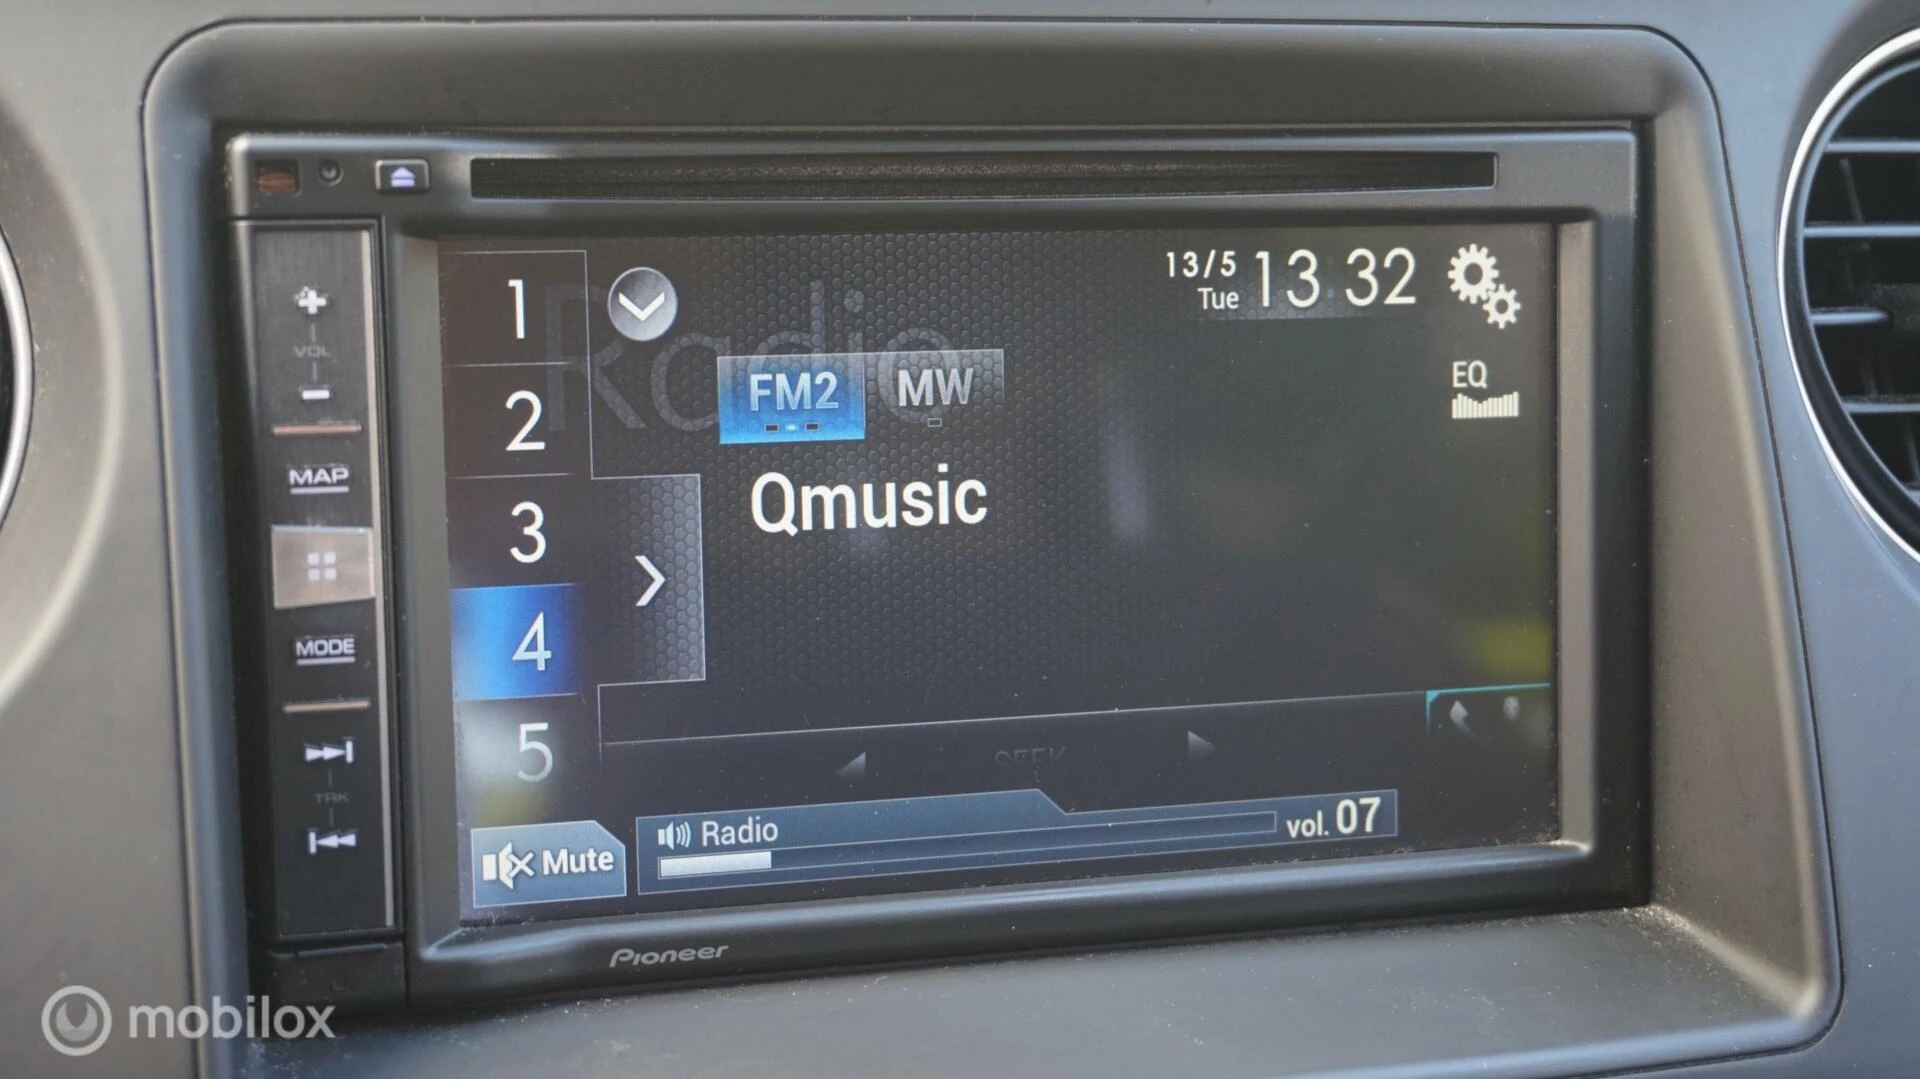 1
2
3
4
5
Radio
13/5
Tue
13:32
FM2
MW
EQ
Qmusic
SEEK
Mute
Radio
vol. 07
VOL
MAP
MODE
TRK
Pioneer
mobilox